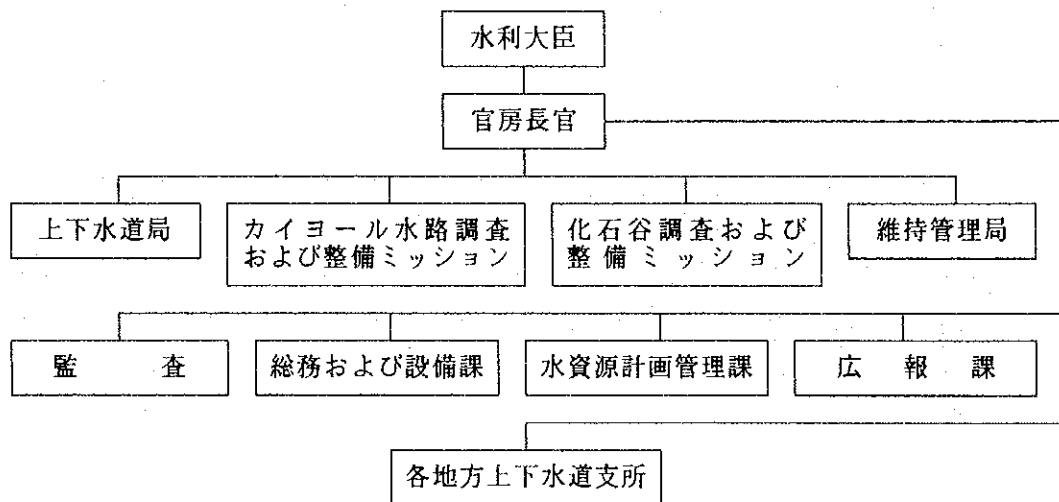 水利大臣
官房長官
上下水道局
カイヨール水路調査
および整備ミッション
化石谷調査および
整備ミッション
維持管理局
監査
総務および設備課
水資源計画管理課
広報課
各地方上下水道支所